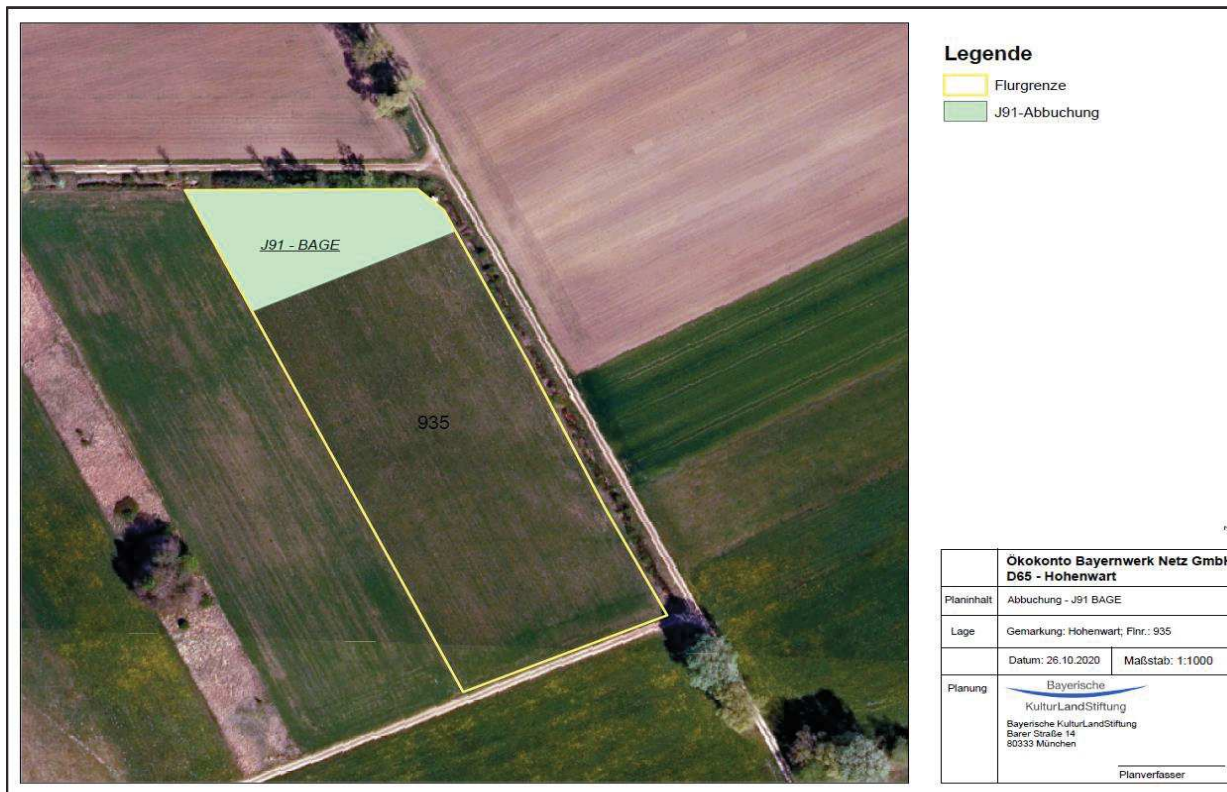 J91 - BAGE
935
Legende
Flurgrenze
J91-Abbuchung
Ökokonto Bayernwerk Netz GmbH
D65 - Hohenwart
Planinhalt
Abbuchung - J91 BAGE
Lage
Gemarkung: Hohenwart; Flnr.: 935
Datum: 26.10.2020
Maßstab: 1:1000
Planung
Bayerische
KulturLandStiftung
Bayerische KulturLandStiftung
Barer Straße 14
80333 München
Planverfasser